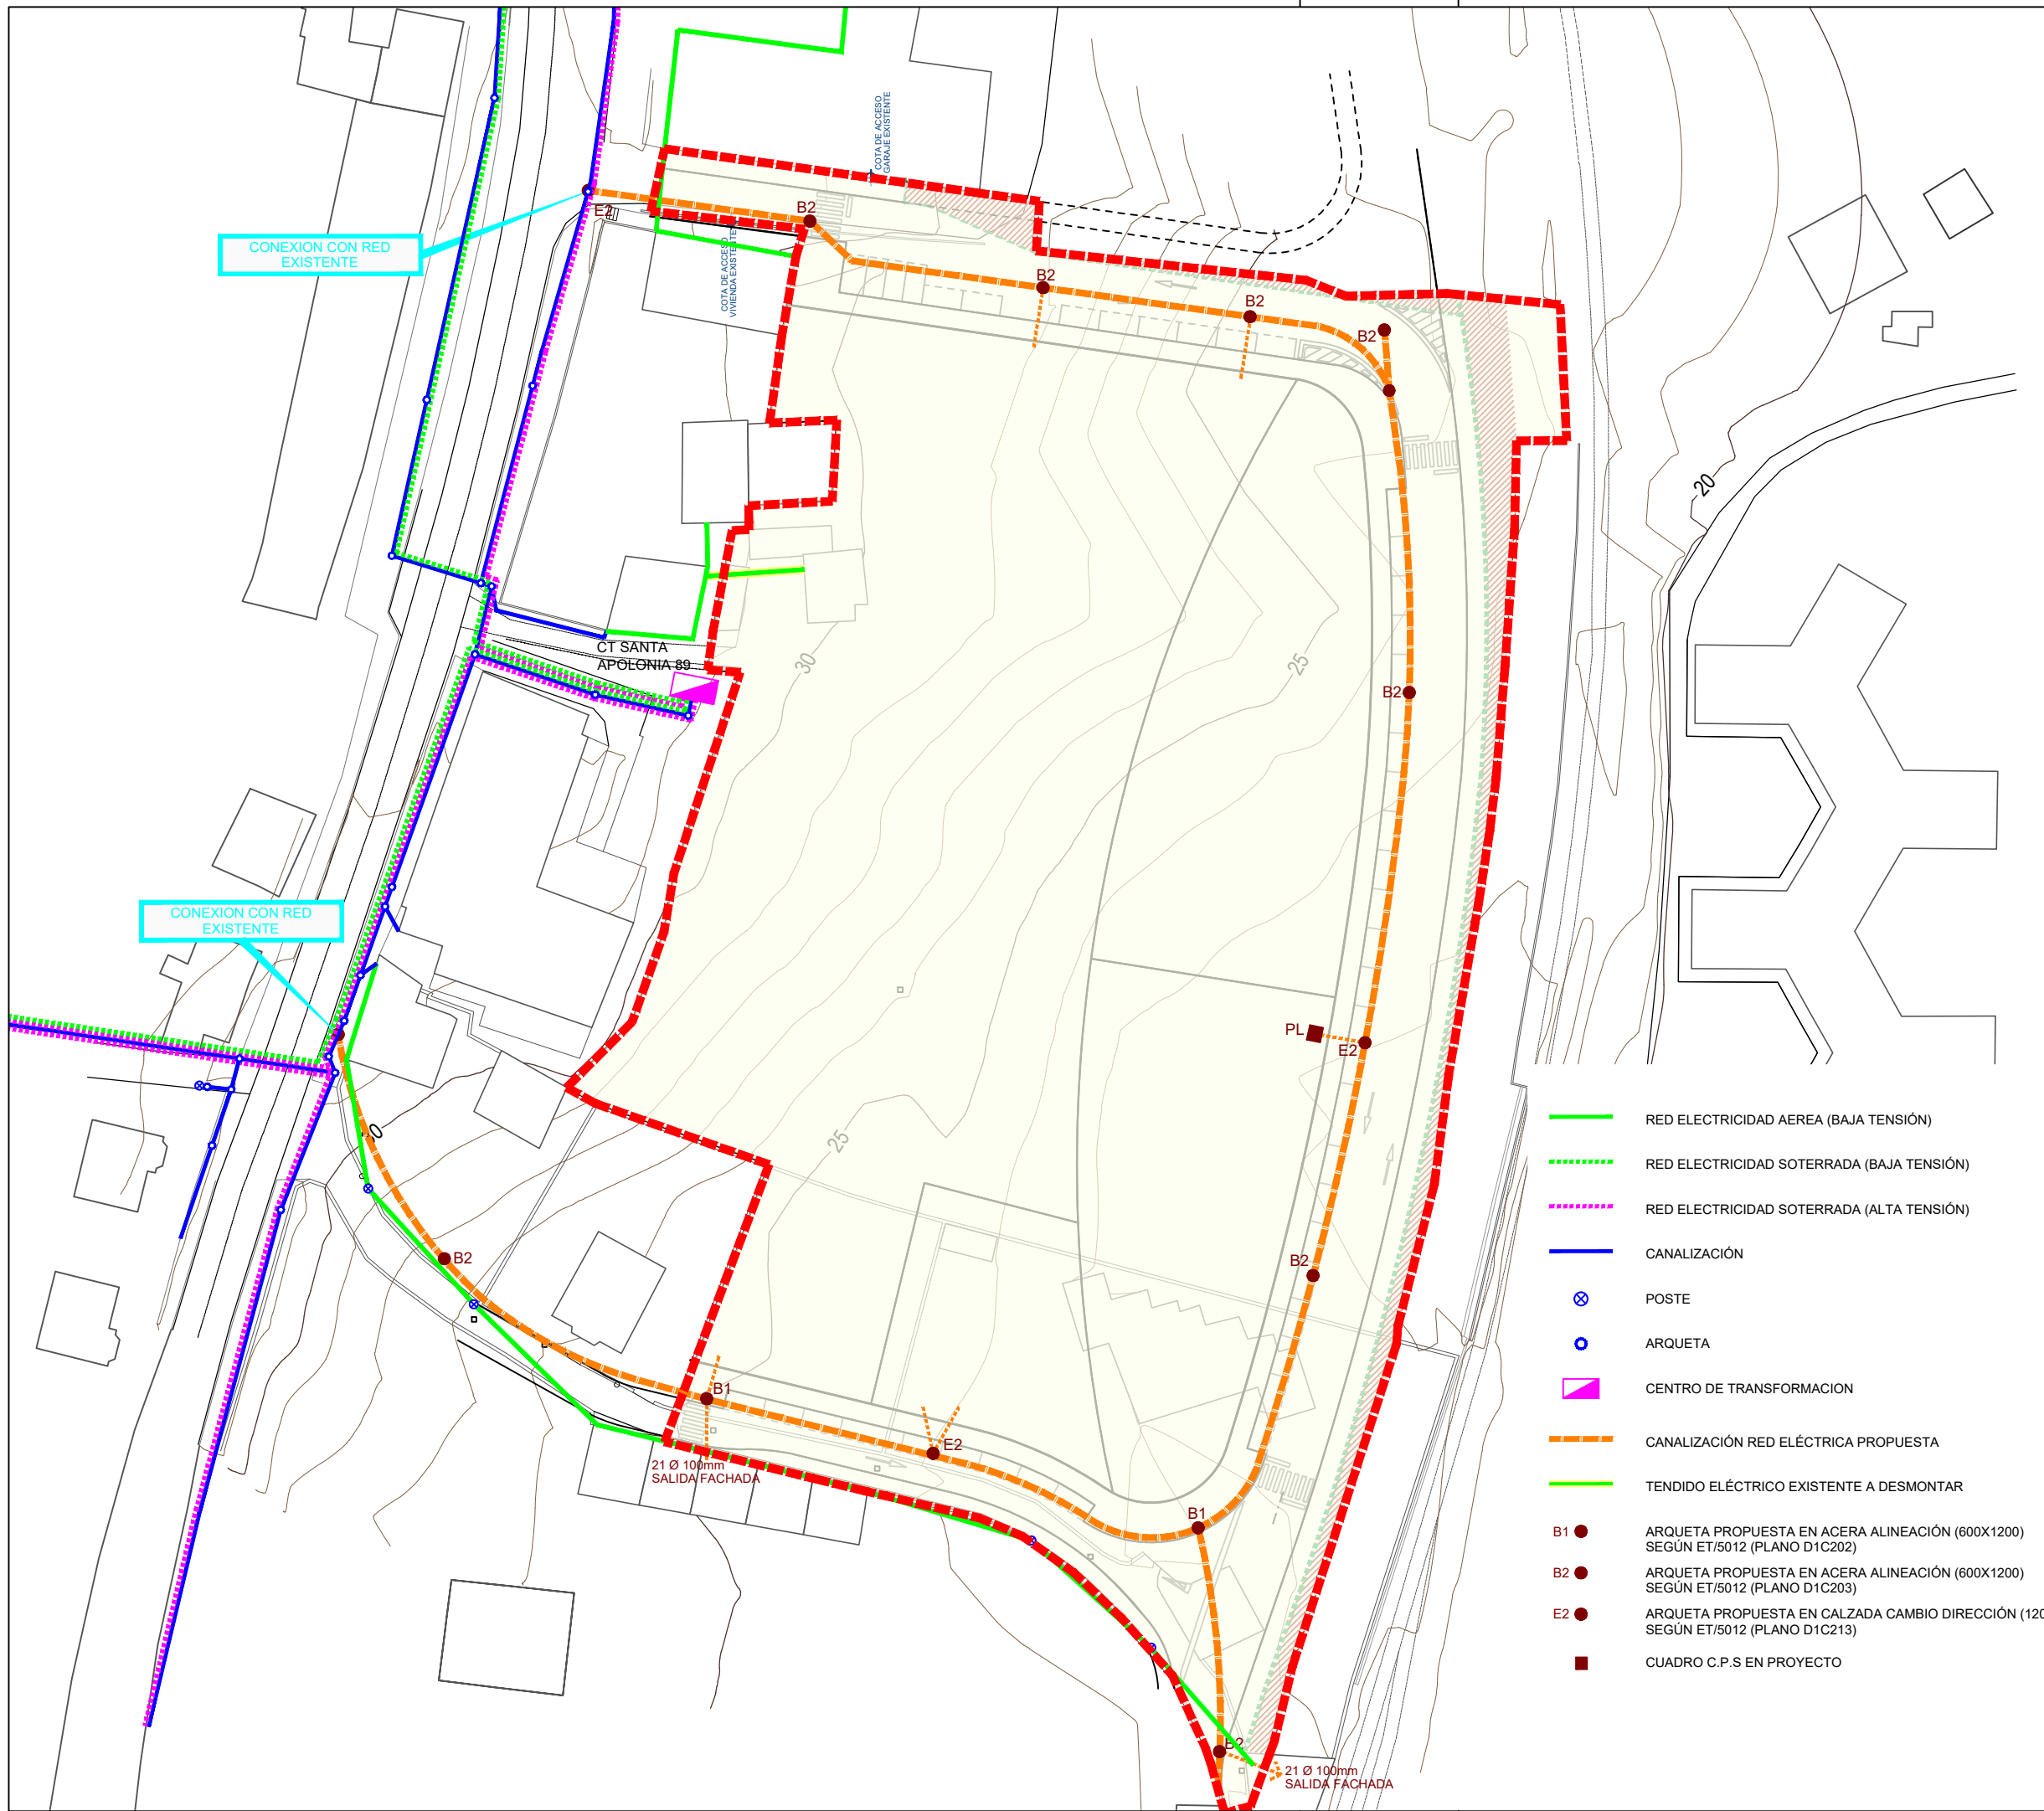 COTA DE ACCESO
GARAJE EXISTENTE
E2
B2
CONEXION CON RED
EXISTENTE
COTA DE ACCESO
VIVIENDA EXISTENTE
B2
B2
B2
20
CT SANTA
APOLONIA 89
30
25
B2
CONEXION CON RED
EXISTENTE
PL
E2
25
B2
B2
B1
E2
21 Ø 100mm
SALIDA FACHADA
B1
B2
21 Ø 100mm
SALIDA FACHADA
RED ELECTRICIDAD AEREA (BAJA TENSIÓN)
RED ELECTRICIDAD SOTERRADA (BAJA TENSIÓN)
RED ELECTRICIDAD SOTERRADA (ALTA TENSIÓN)
CANALIZACIÓN
POSTE
ARQUETA
CENTRO DE TRANSFORMACION
CANALIZACIÓN RED ELÉCTRICA PROPUESTA
TENDIDO ELÉCTRICO EXISTENTE A DESMONTAR
B1 ARQUETA PROPUESTA EN ACERA ALINEACIÓN (600X1200)
SEGÚN ET/5012 (PLANO D1C202)
B2 ARQUETA PROPUESTA EN ACERA ALINEACIÓN (600X1200)
SEGÚN ET/5012 (PLANO D1C203)
E2 ARQUETA PROPUESTA EN CALZADA CAMBIO DIRECCIÓN (120
SEGÚN ET/5012 (PLANO D1C213)
CUADRO C.P.S EN PROYECTO